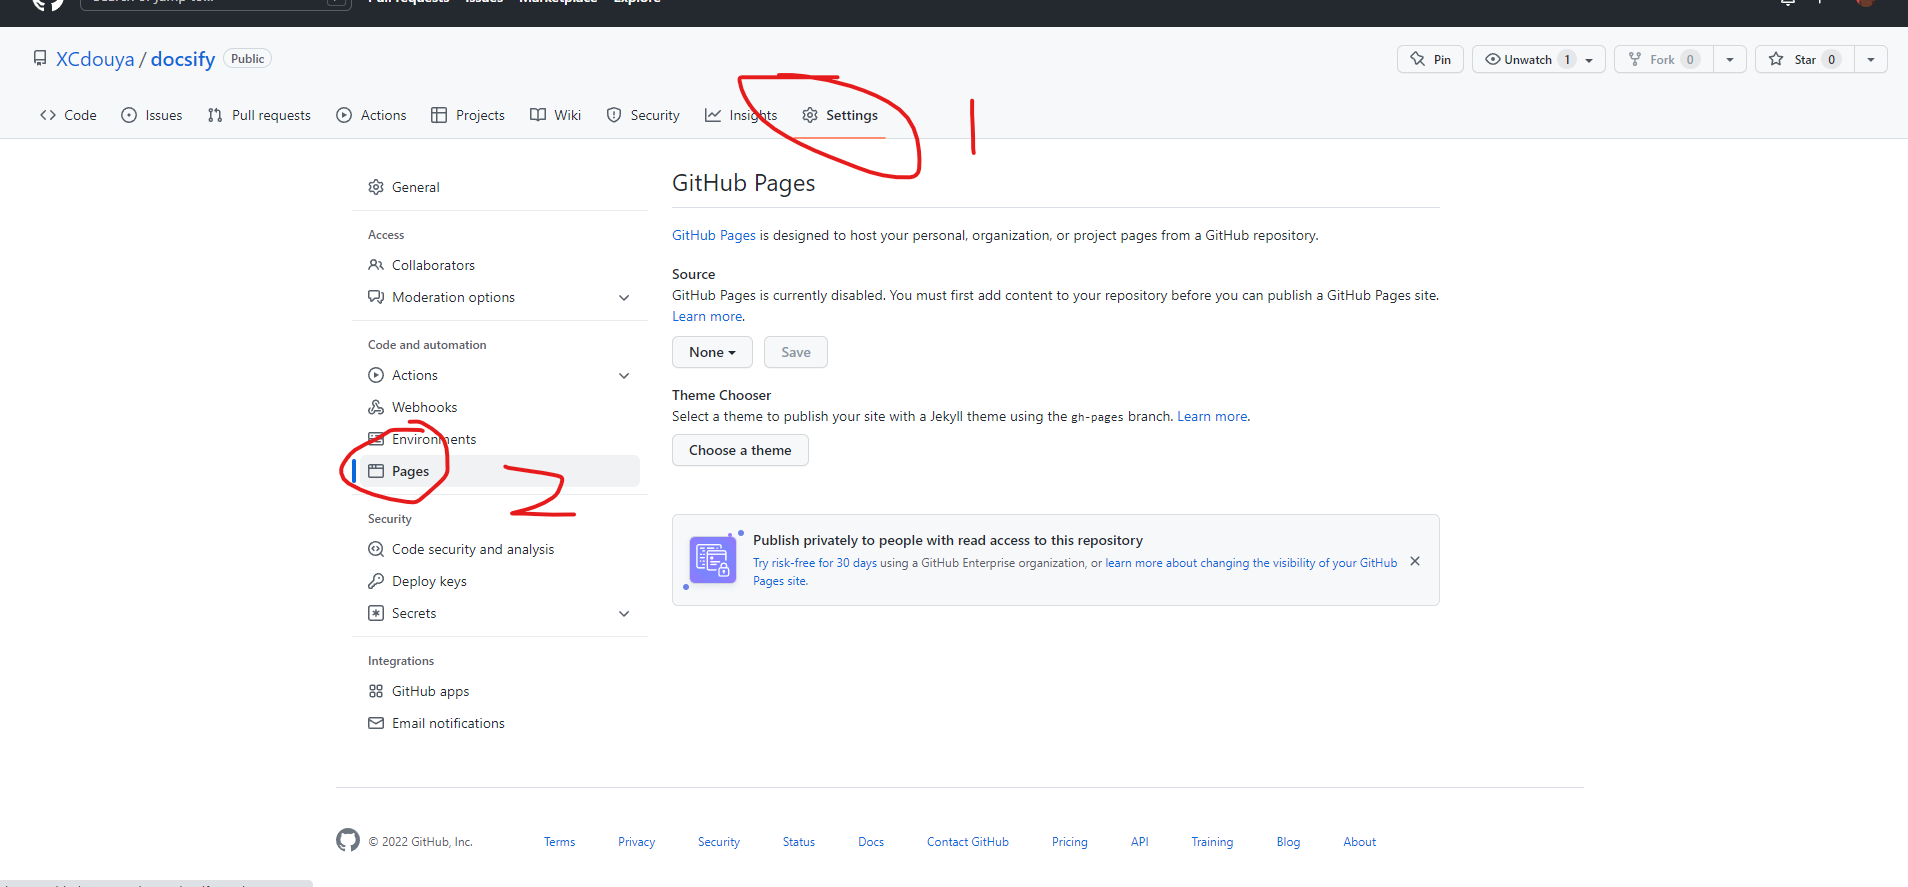 Pull requests Issues Marketplace Explore
XCdouya / docsify Public
Pin Unwatch 1 Fork 0 Star 0
Code Issues Pull requests Actions Projects Wiki Security Insights Settings
1
General
Access
Collaborators
Moderation options
Code and automation
Actions
Webhooks
Environments
Pages
2
Security
Code security and analysis
Deploy keys
Secrets
Integrations
GitHub apps
Email notifications
GitHub Pages
GitHub Pages is designed to host your personal, organization, or project pages from a GitHub repository.
Source
GitHub Pages is currently disabled. You must first add content to your repository before you can publish a GitHub Pages site.
Learn more.
None Save
Theme Chooser
Select a theme to publish your site with a Jekyll theme using the gh-pages branch. Learn more.
Choose a theme
Publish privately to people with read access to this repository
Try risk-free for 30 days using a GitHub Enterprise organization, or learn more about changing the visibility of your GitHub
Pages site.
© 2022 GitHub, Inc. Terms Privacy Security Status Docs Contact GitHub Pricing API Training Blog About